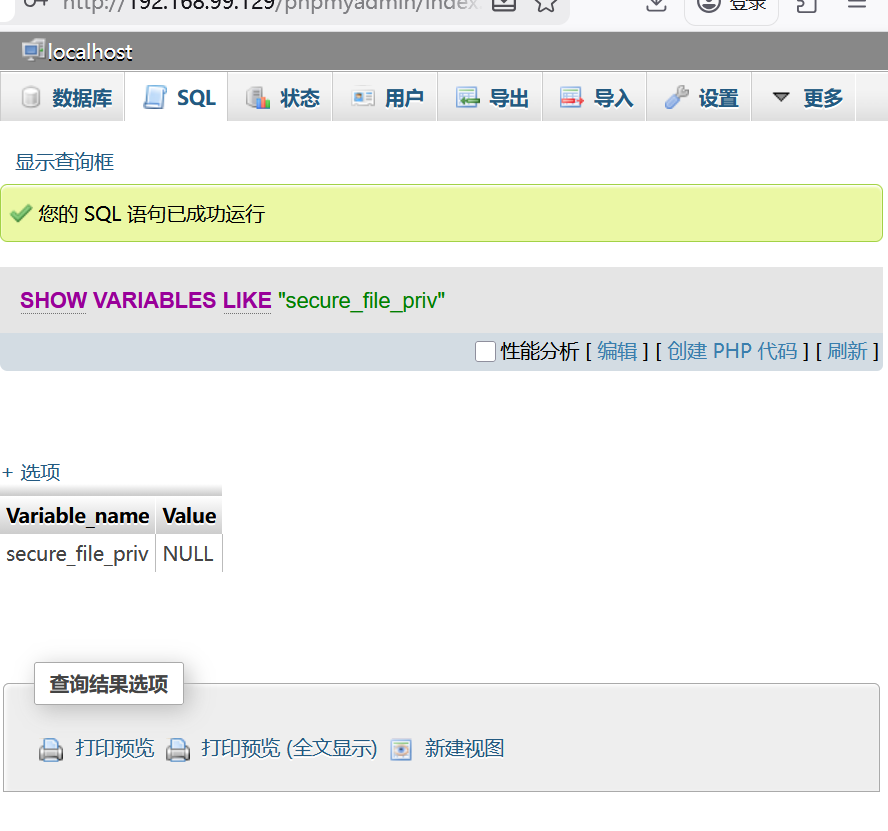 http://192.168.99.129/phpmyadmin/index
登录
localhost
数据库 SQL 状态 用户 导出 导入 设置 更多
显示查询框
您的 SQL 语句已成功运行
SHOW VARIABLES LIKE "secure_file_priv"
性能分析 [ 编辑 ] [ 创建 PHP 代码 ] [ 刷新 ]
+ 选项
Variable_name Value
secure_file_priv NULL
查询结果选项
打印预览 打印预览 (全文显示) 新建视图